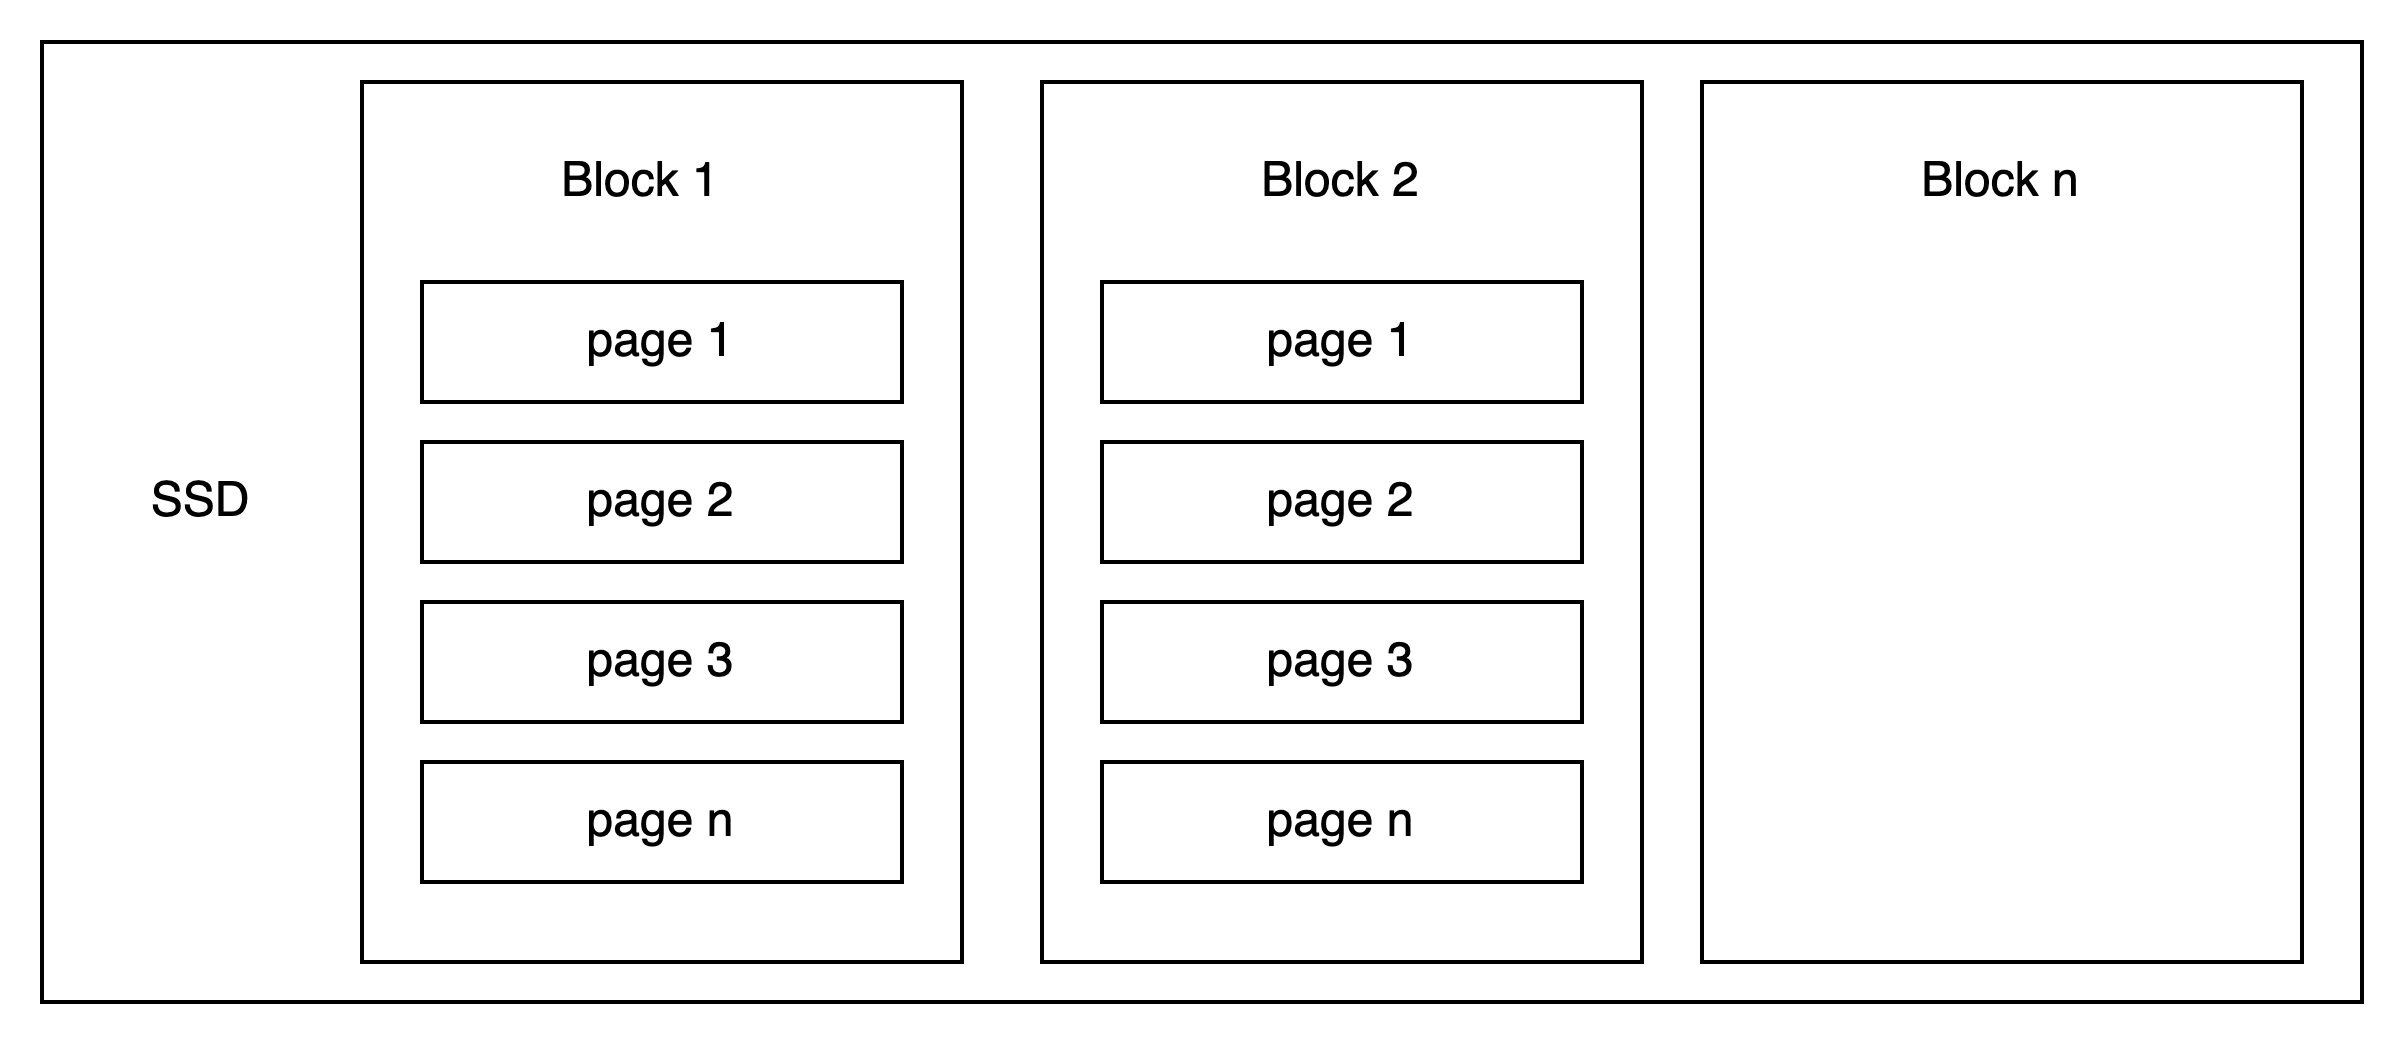 SSD
Block 1
page 1
page 2
page 3
page n
Block 2
page 1
page 2
page 3
page n
Block n